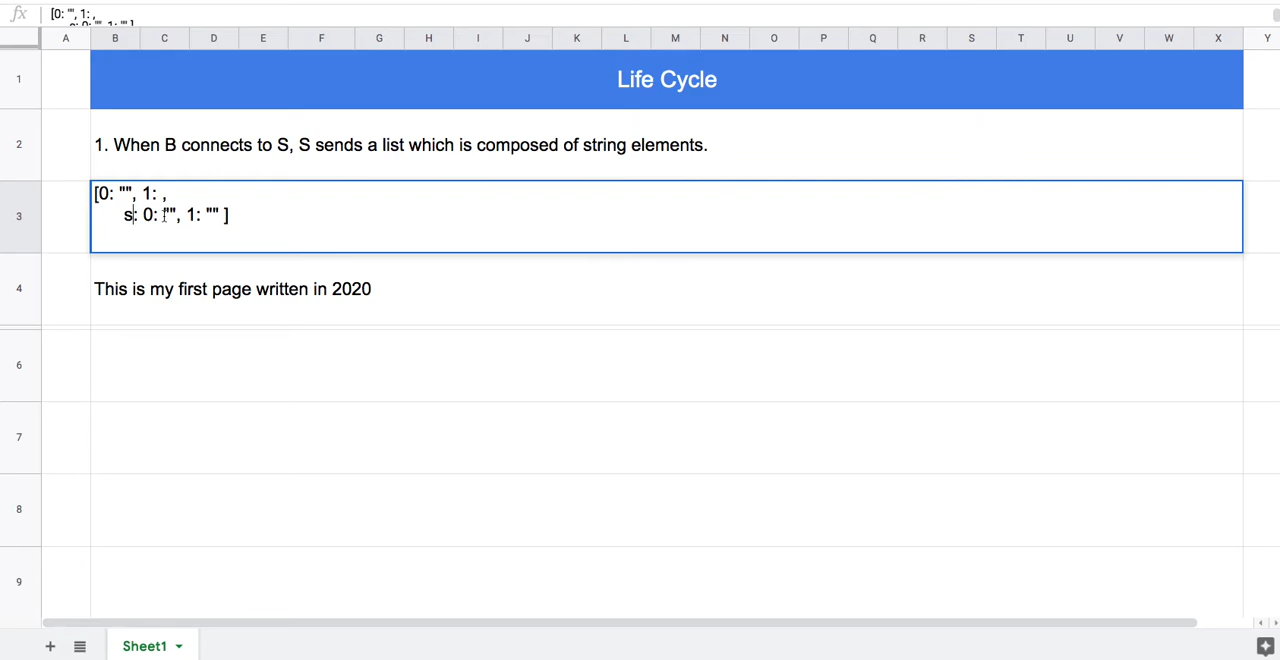 fx [0: "", 1: ,
s: 0: "", 1: "" ]
A B C D E F G H I J K L M N O P Q R S T U V W X Y
1 Life Cycle
2 1. When B connects to S, S sends a list which is composed of string elements.
3 [0: "", 1: ,
s: 0: "", 1: "" ]
4 This is my first page written in 2020
6
7
8
9
+ Sheet1